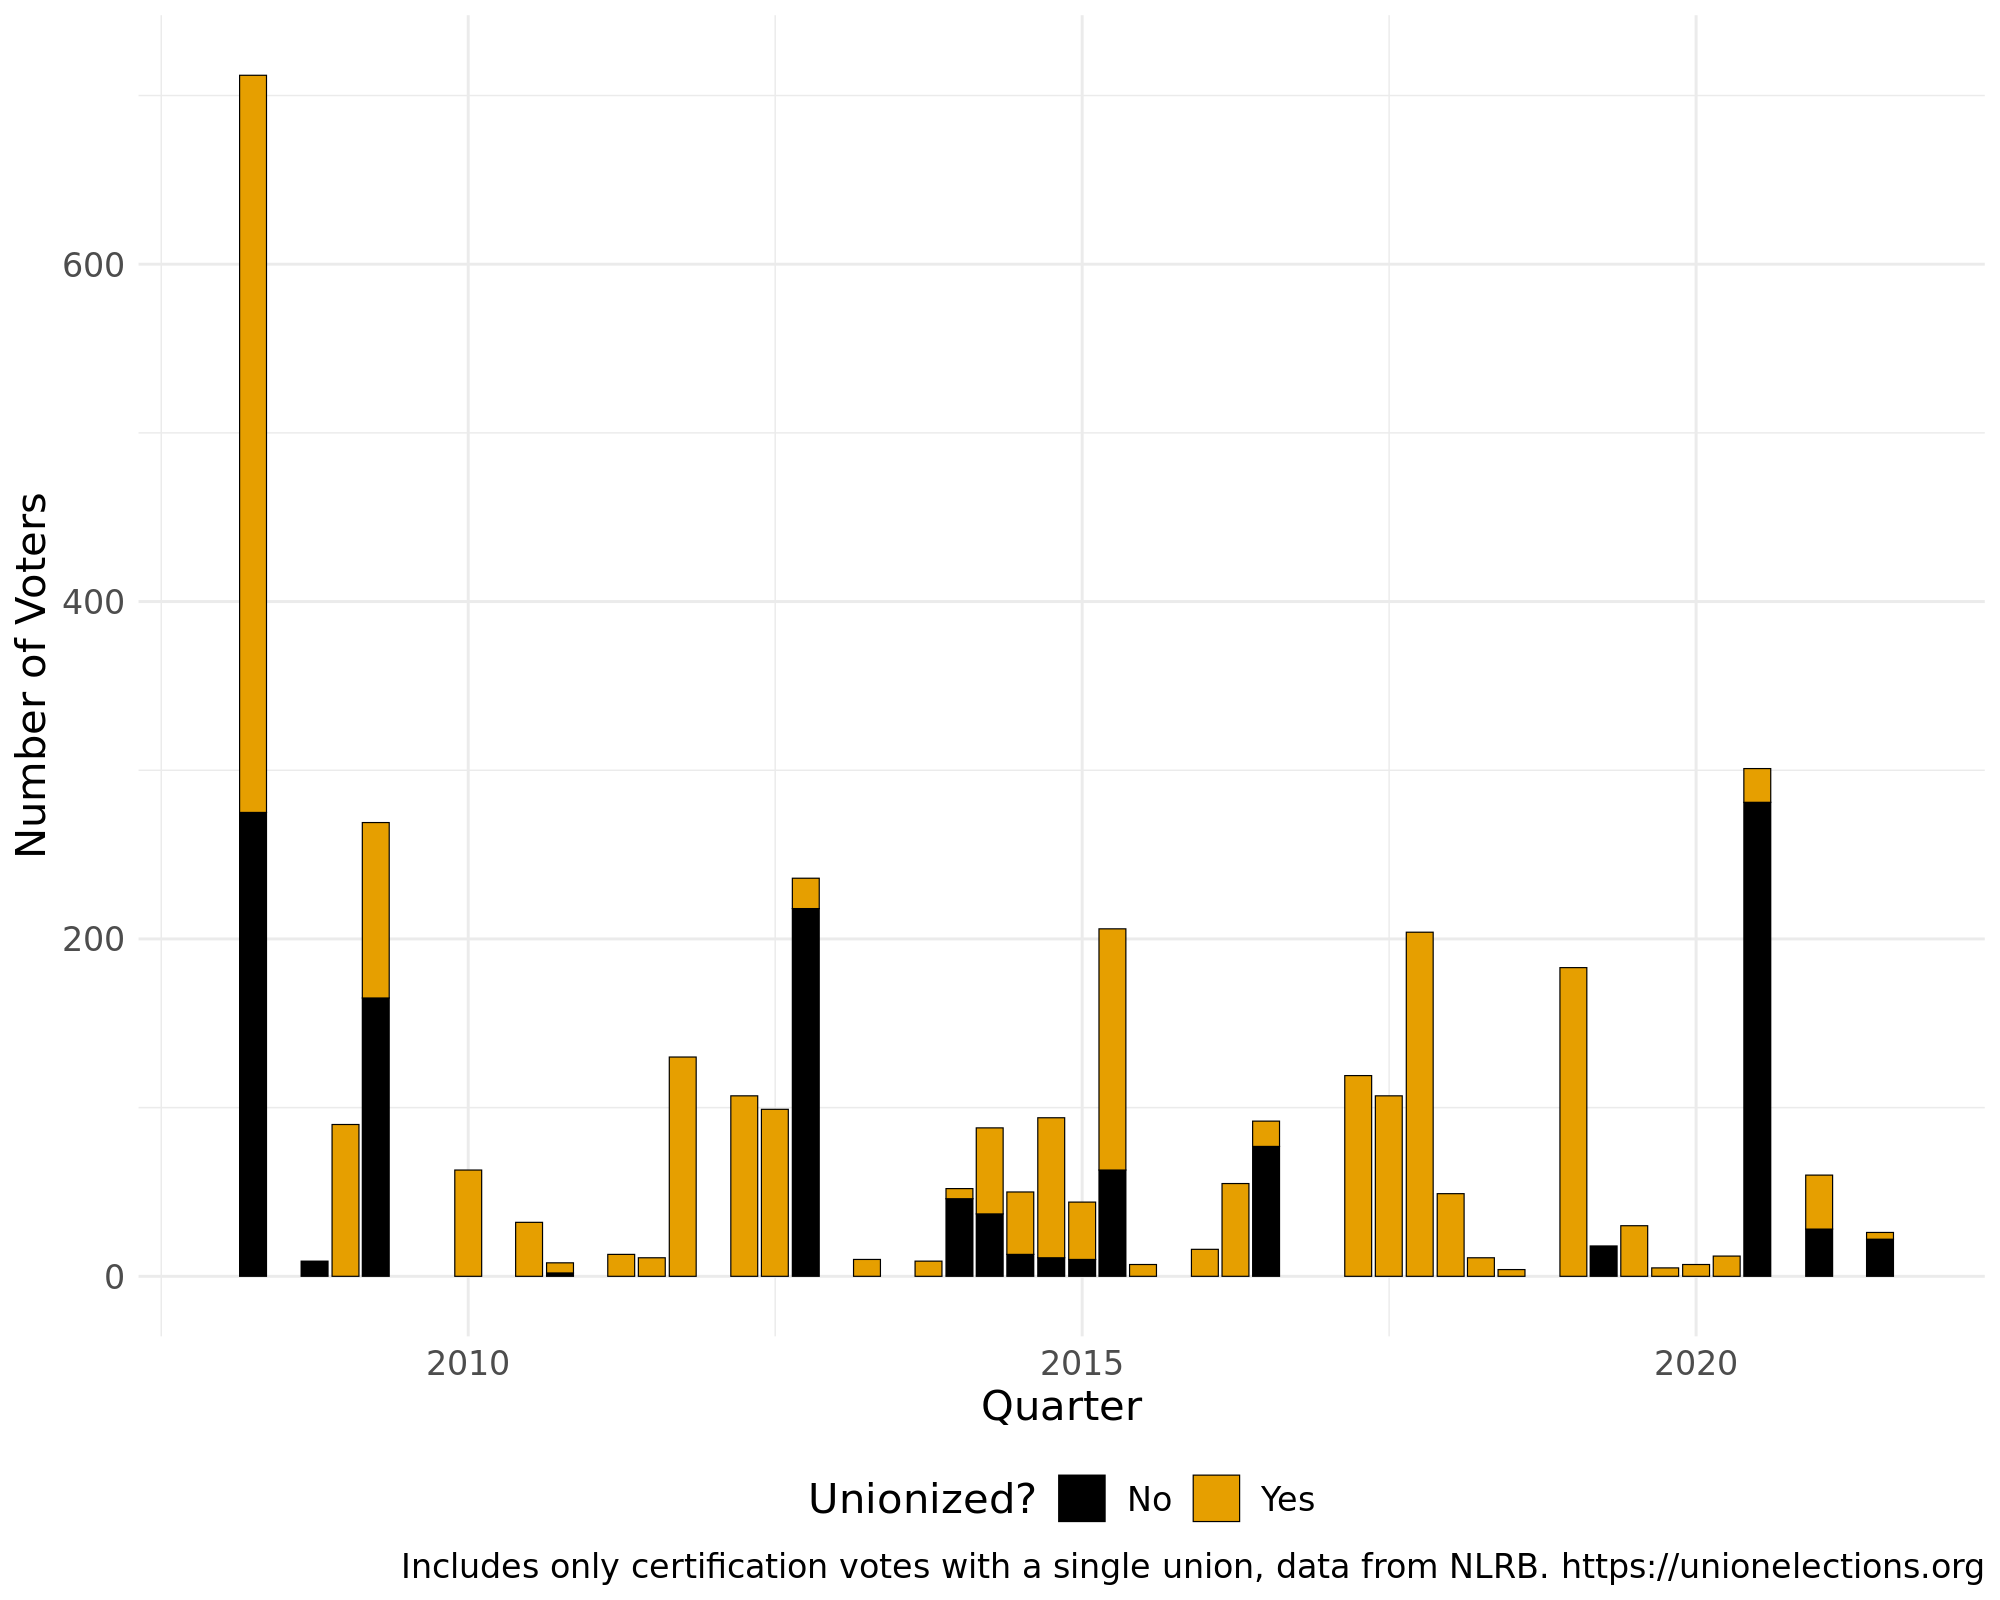 600
400
200
0
Number of Voters
2010 2015 2020
Quarter
Unionized? No Yes
Includes only certification votes with a single union, data from NLRB. https://unionelections.org